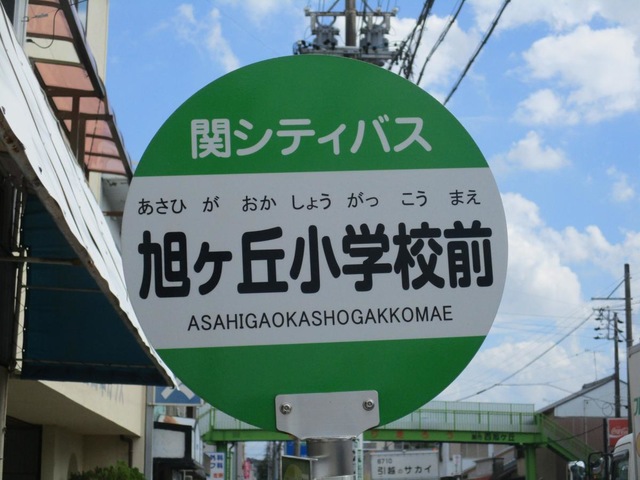 関シティバス
あさひ が おか しょう がっ こう まえ
旭ヶ丘小学校前
ASAHIGAOKASHOGAKKOMAE
引越のサカイ